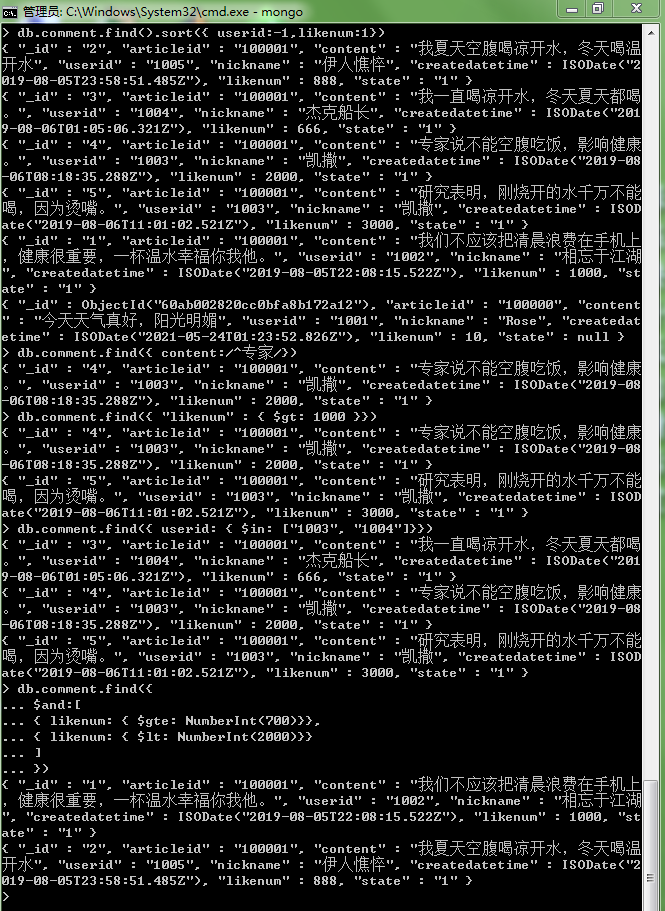 管理员: C:\Windows\System32\cmd.exe - mongo
> db.comment.find().sort({ userid:-1,likenum:1})
{ "_id" : "2", "articleid" : "100001", "content" : "我夏天空腹喝凉开水，冬天喝温
开水", "userid" : "1005", "nickname" : "伊人憔悴", "createdatetime" : ISODate("2
019-08-05T23:58:51.485Z"), "likenum" : 888, "state" : "1" }
{ "_id" : "3", "articleid" : "100001", "content" : "我一直喝凉开水，冬天夏天都喝
。", "userid" : "1004", "nickname" : "杰克船长", "createdatetime" : ISODate("201
9-08-06T01:05:06.321Z"), "likenum" : 666, "state" : "1" }
{ "_id" : "4", "articleid" : "100001", "content" : "专家说不能空腹吃饭，影响健康
。", "userid" : "1003", "nickname" : "凯撒", "createdatetime" : ISODate("2019-08
-06T08:18:35.288Z"), "likenum" : 2000, "state" : "1" }
{ "_id" : "5", "articleid" : "100001", "content" : "研究表明，刚烧开的水千万不能
喝，因为烫嘴。", "userid" : "1003", "nickname" : "凯撒", "createdatetime" : ISOD
ate("2019-08-06T11:01:02.521Z"), "likenum" : 3000, "state" : "1" }
{ "_id" : "1", "articleid" : "100001", "content" : "我们不应该把清晨浪费在手机上
，健康很重要，一杯温水幸福你我他。", "userid" : "1002", "nickname" : "相忘于江湖
", "createdatetime" : ISODate("2019-08-05T22:08:15.522Z"), "likenum" : 1000, "st
ate" : "1" }
{ "_id" : ObjectId("60ab002820cc0bfa8b172a12"), "articleid" : "100000", "content
" : "今天天气真好，阳光明媚", "userid" : "1001", "nickname" : "Rose", "createdat
etime" : ISODate("2021-05-24T01:23:52.826Z"), "likenum" : 10, "state" : null }
> db.comment.find({ content:/^专家/})
{ "_id" : "4", "articleid" : "100001", "content" : "专家说不能空腹吃饭，影响健康
。", "userid" : "1003", "nickname" : "凯撒", "createdatetime" : ISODate("2019-08
-06T08:18:35.288Z"), "likenum" : 2000, "state" : "1" }
> db.comment.find({ "likenum" : { $gt: 1000 }})
{ "_id" : "4", "articleid" : "100001", "content" : "专家说不能空腹吃饭，影响健康
。", "userid" : "1003", "nickname" : "凯撒", "createdatetime" : ISODate("2019-08
-06T08:18:35.288Z"), "likenum" : 2000, "state" : "1" }
{ "_id" : "5", "articleid" : "100001", "content" : "研究表明，刚烧开的水千万不能
喝，因为烫嘴。", "userid" : "1003", "nickname" : "凯撒", "createdatetime" : ISOD
ate("2019-08-06T11:01:02.521Z"), "likenum" : 3000, "state" : "1" }
> db.comment.find({ userid: { $in: ["1003", "1004"]}})
{ "_id" : "3", "articleid" : "100001", "content" : "我一直喝凉开水，冬天夏天都喝
。", "userid" : "1004", "nickname" : "杰克船长", "createdatetime" : ISODate("201
9-08-06T01:05:06.321Z"), "likenum" : 666, "state" : "1" }
{ "_id" : "4", "articleid" : "100001", "content" : "专家说不能空腹吃饭，影响健康
。", "userid" : "1003", "nickname" : "凯撒", "createdatetime" : ISODate("2019-08
-06T08:18:35.288Z"), "likenum" : 2000, "state" : "1" }
{ "_id" : "5", "articleid" : "100001", "content" : "研究表明，刚烧开的水千万不能
喝，因为烫嘴。", "userid" : "1003", "nickname" : "凯撒", "createdatetime" : ISOD
ate("2019-08-06T11:01:02.521Z"), "likenum" : 3000, "state" : "1" }
> db.comment.find({
... $and:[
... { likenum: { $gte: NumberInt(700)}},
... { likenum: { $lt: NumberInt(2000)}}
... ]
... })
{ "_id" : "1", "articleid" : "100001", "content" : "我们不应该把清晨浪费在手机上
，健康很重要，一杯温水幸福你我他。", "userid" : "1002", "nickname" : "相忘于江湖
", "createdatetime" : ISODate("2019-08-05T22:08:15.522Z"), "likenum" : 1000, "st
ate" : "1" }
{ "_id" : "2", "articleid" : "100001", "content" : "我夏天空腹喝凉开水，冬天喝温
开水", "userid" : "1005", "nickname" : "伊人憔悴", "createdatetime" : ISODate("2
019-08-05T23:58:51.485Z"), "likenum" : 888, "state" : "1" }
>